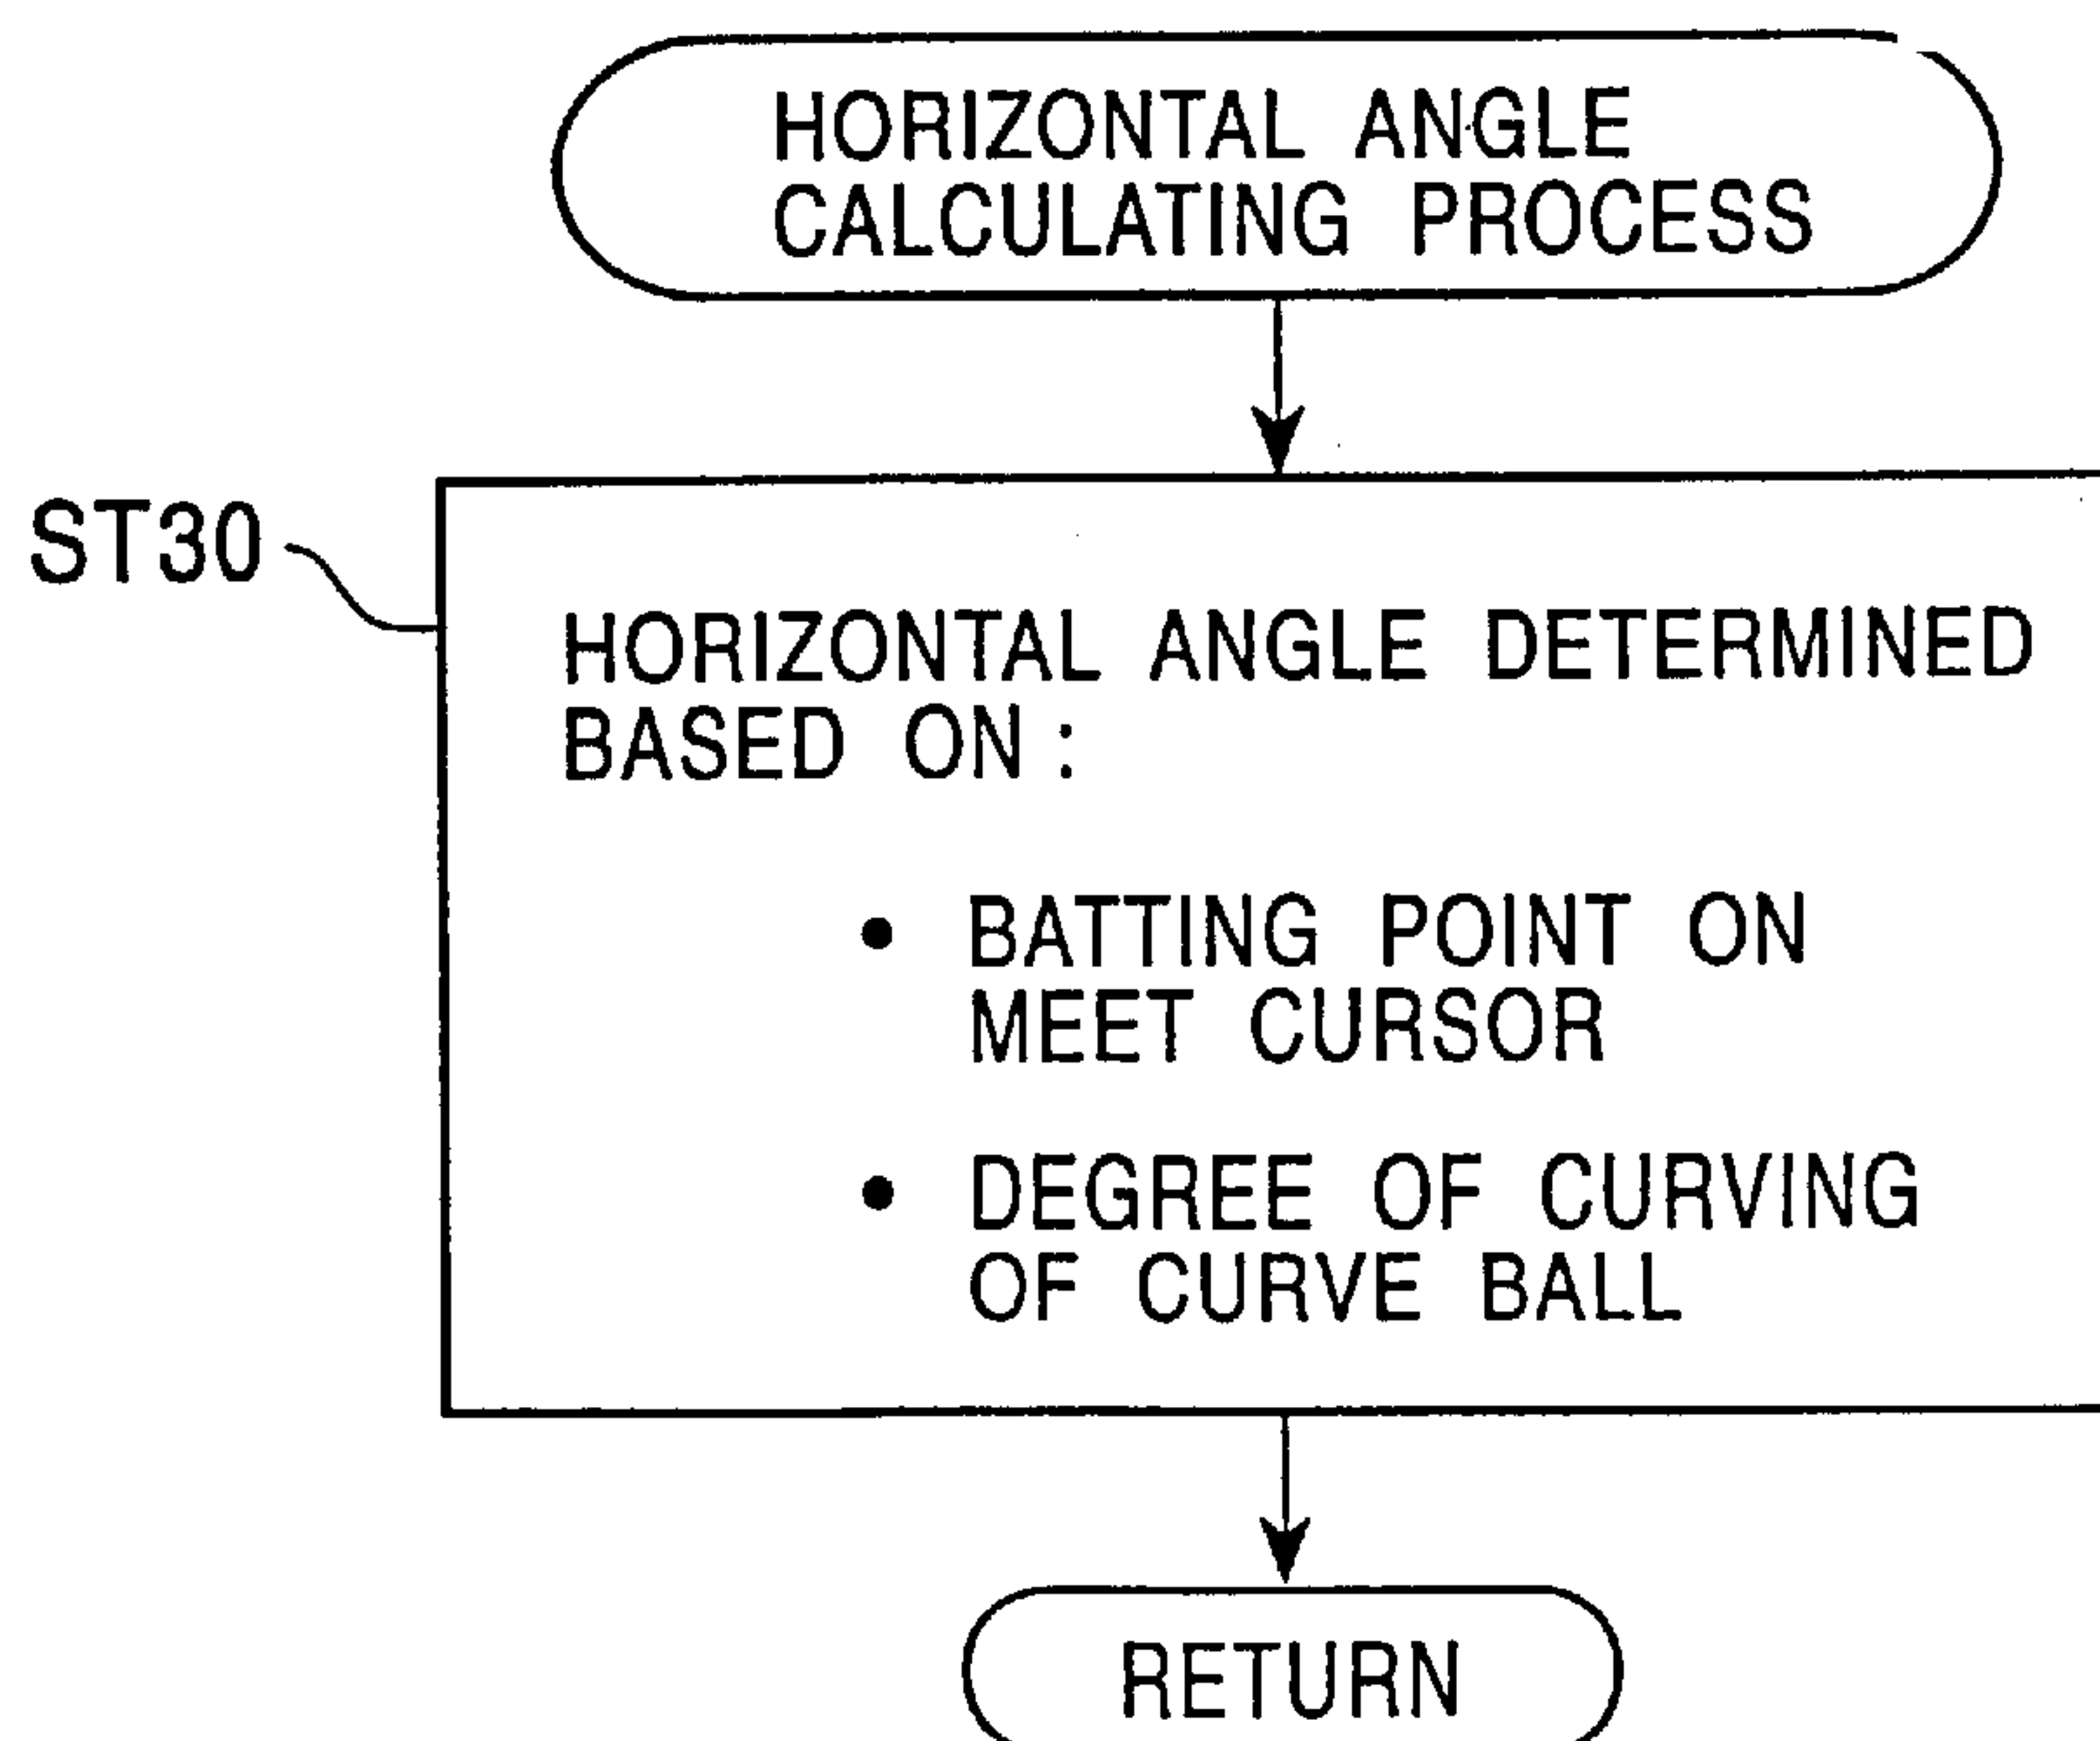 HORIZONTAL ANGLE
CALCULATING PROCESS
ST30
HORIZONTAL ANGLE DETERMINED
BASED ON :
• BATTING POINT ON
MEET CURSOR
• DEGREE OF CURVING
OF CURVE BALL
RETURN